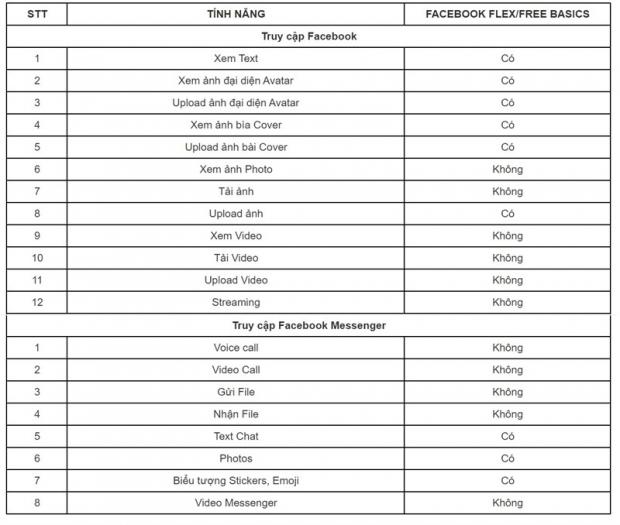 STT TÍNH NĂNG FACEBOOK FLEX/FREE BASICS
Truy cập Facebook
1 Xem Text Có
2 Xem ảnh đại diện Avatar Có
3 Upload ảnh đại diện Avatar Có
4 Xem ảnh bìa Cover Có
5 Upload ảnh bài Cover Có
6 Xem ảnh Photo Không
7 Tải ảnh Không
8 Upload ảnh Có
9 Xem Video Không
10 Tải Video Không
11 Upload Video Không
12 Streaming Không
Truy cập Facebook Messenger
1 Voice call Không
2 Video Call Không
3 Gửi File Không
4 Nhận File Không
5 Text Chat Có
6 Photos Có
7 Biểu tượng Stickers, Emoji Có
8 Video Messenger Không